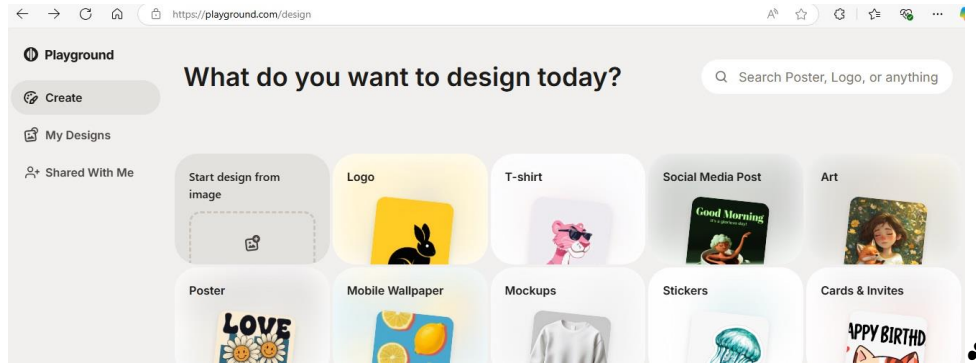 https://playground.com/design
Playground
What do you want to design today?
Search Poster, Logo, or anything
Create
My Designs
Shared With Me
Start design from
image
Logo
T-shirt
Social Media Post
Art
Good Morning
Poster
Mobile Wallpaper
Mockups
Stickers
Cards & Invites
LOVE
APPY BIRTHD